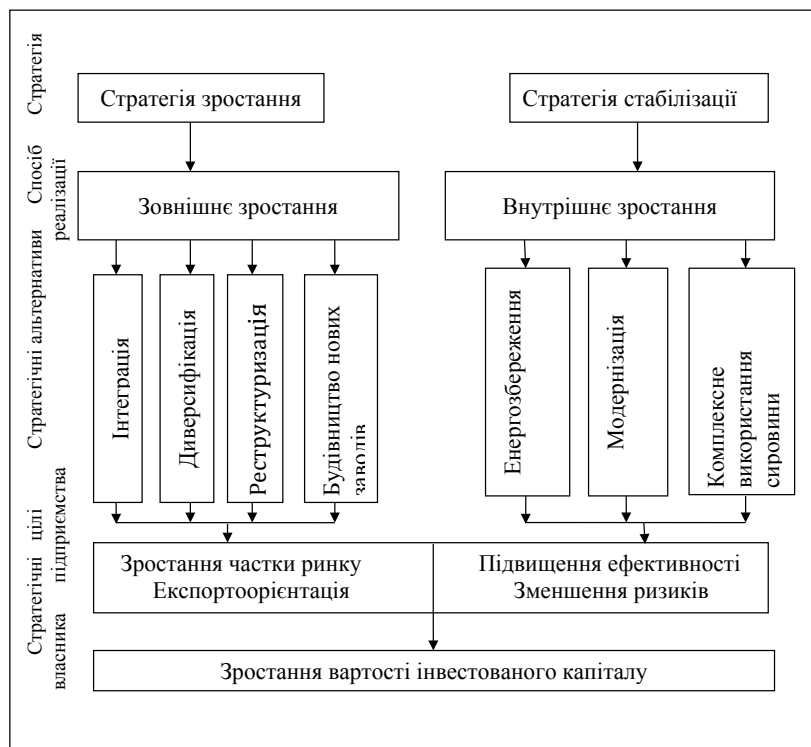 Стратегія
Стратегія зростання
Стратегія стабілізації
Спосіб
реалізації
Зовнішнє зростання
Внутрішнє зростання
Стратегічні альтернативи
Інтеграція
Диверсифікація
Реструктуризація
Будівництво нових
заводів
Енергозбереження
Модернізація
Комплексне
використання
сировини
Стратегічні цілі
підприємства
Зростання частки ринку
Експортоорієнтація
Підвищення ефективності
Зменшення ризиків
власника
Зростання вартості інвестованого капіталу